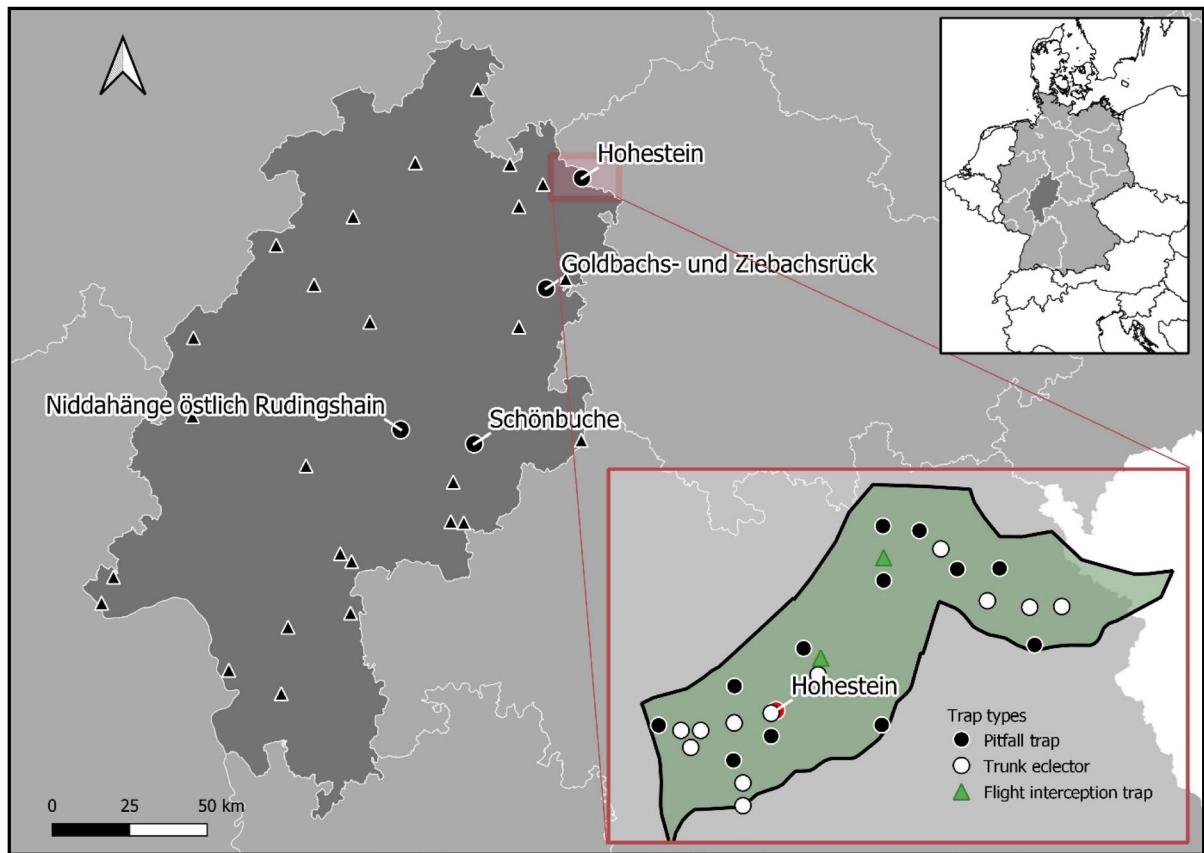 Hohestein
Goldbachs- und Ziebachsrück
Niddahänge östlich Rudingshain
Schönbuche
Hohestein
Trap types
Pitfall trap
Trunk eclector
Flight interception trap
0 25 50 km